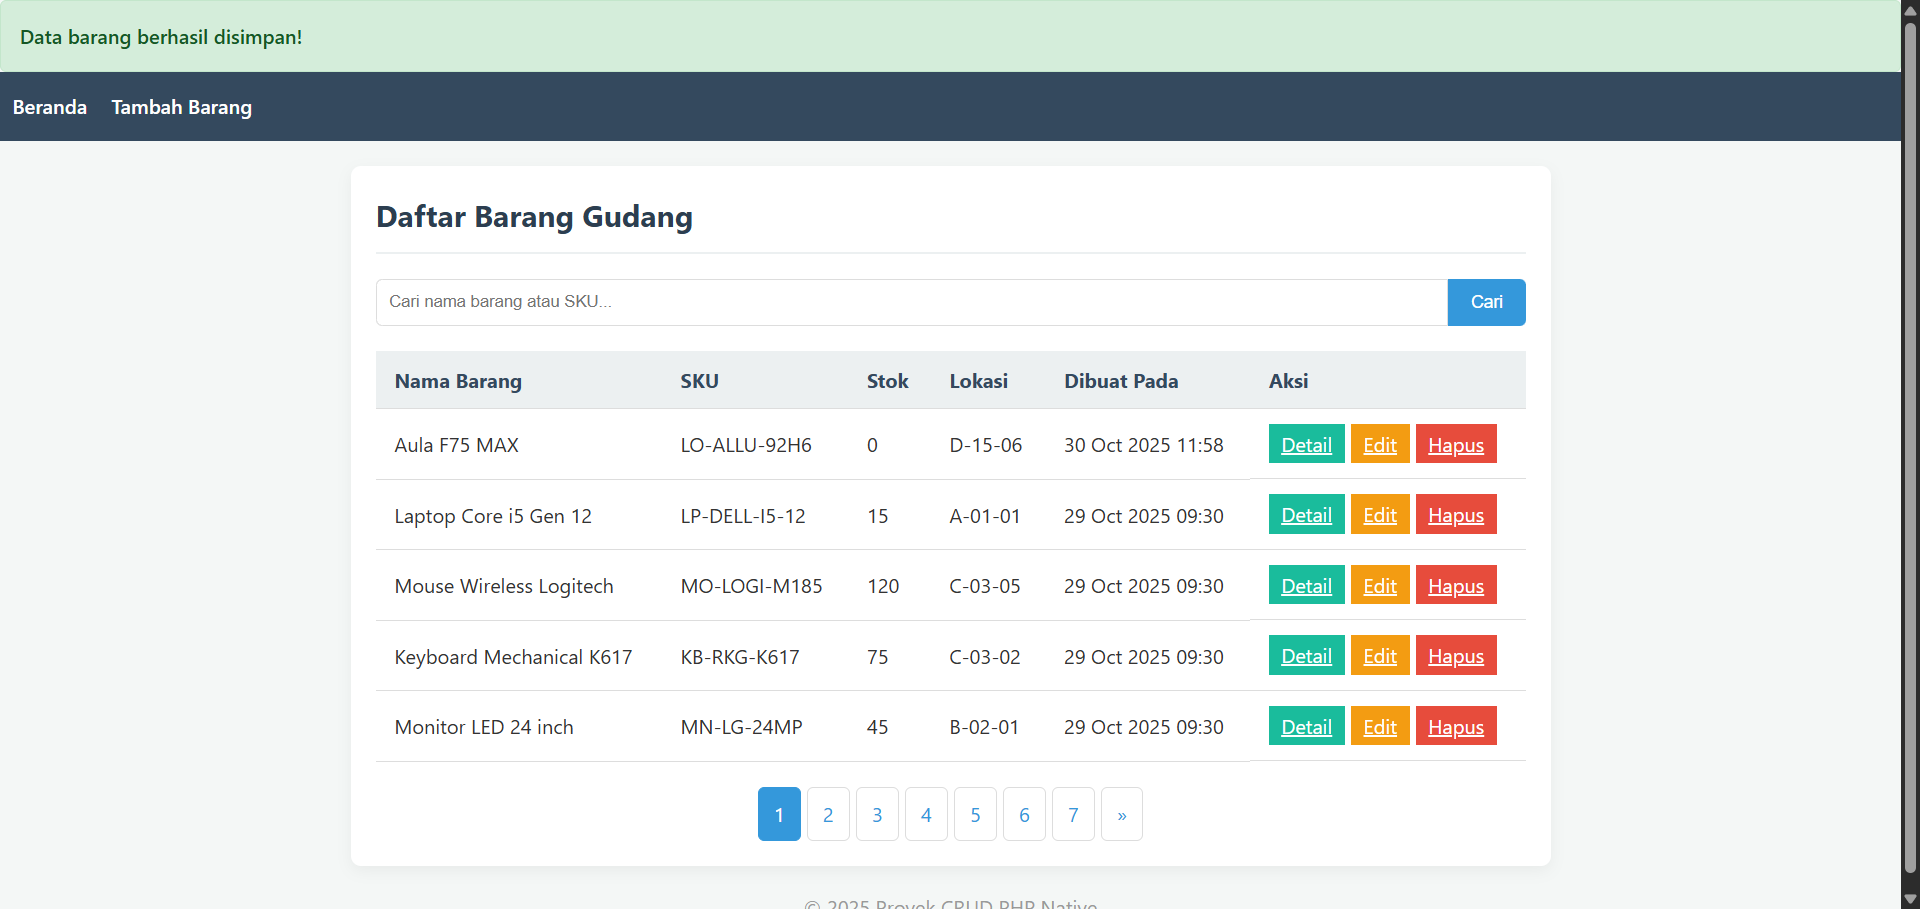 Data barang berhasil disimpan!
Beranda Tambah Barang
Daftar Barang Gudang
Cari nama barang atau SKU... Cari
Nama Barang SKU Stok Lokasi Dibuat Pada Aksi
Aula F75 MAX LO-ALLU-92H6 0 D-15-06 30 Oct 2025 11:58 Detail Edit Hapus
Laptop Core i5 Gen 12 LP-DELL-I5-12 15 A-01-01 29 Oct 2025 09:30 Detail Edit Hapus
Mouse Wireless Logitech MO-LOGI-M185 120 C-03-05 29 Oct 2025 09:30 Detail Edit Hapus
Keyboard Mechanical K617 KB-RKG-K617 75 C-03-02 29 Oct 2025 09:30 Detail Edit Hapus
Monitor LED 24 inch MN-LG-24MP 45 B-02-01 29 Oct 2025 09:30 Detail Edit Hapus
1 2 3 4 5 6 7 »
© 2025 Proyek CRUD PHP Native